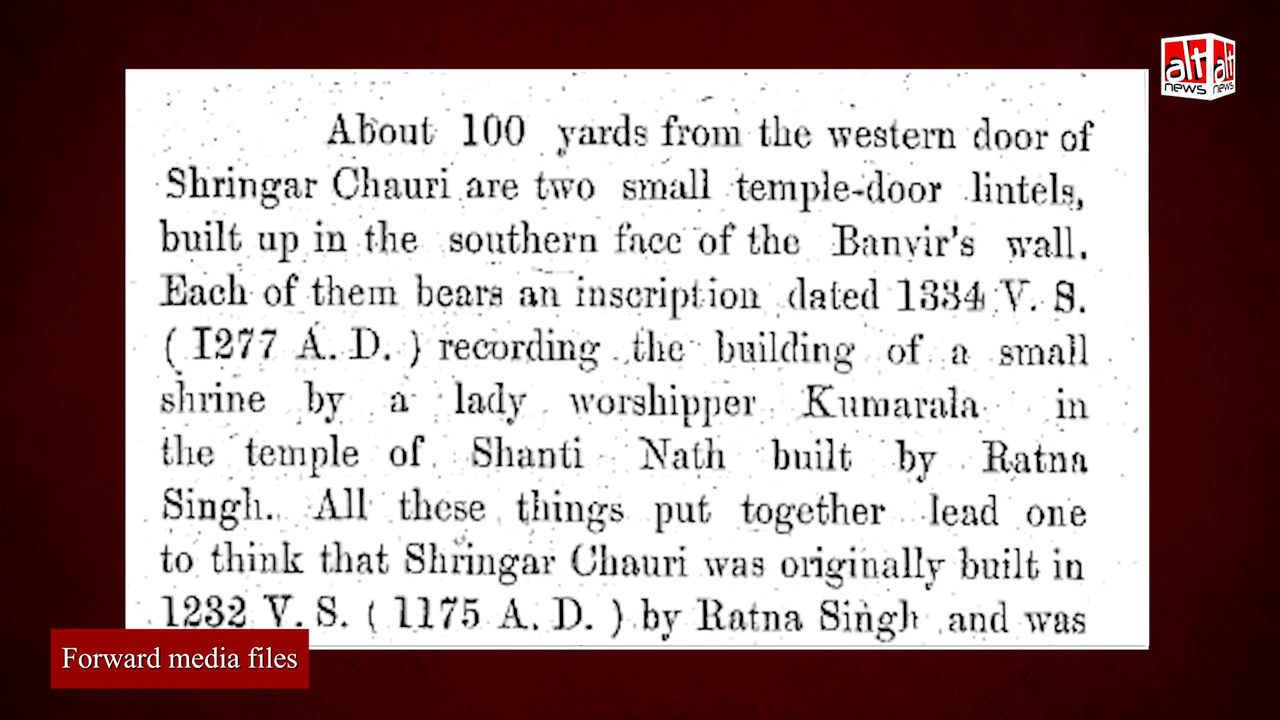 alt alt
news news
About 100 yards from the western door of
Shringar Chauri are two small temple-door lintels,
built up in the southern face of the Banvir's wall.
Each of them bears an inscription dated 1334 V. S.
( 1277 A. D. ) recording the building of a small
shrine by a lady worshipper Kumarala in
the temple of Shanti Nath built by Ratna
Singh. All these things put together lead one
to think that Shringar Chauri was originally built in
1232 V. S. ( 1175 A. D. ) by Ratna Singh and was
Forward media files